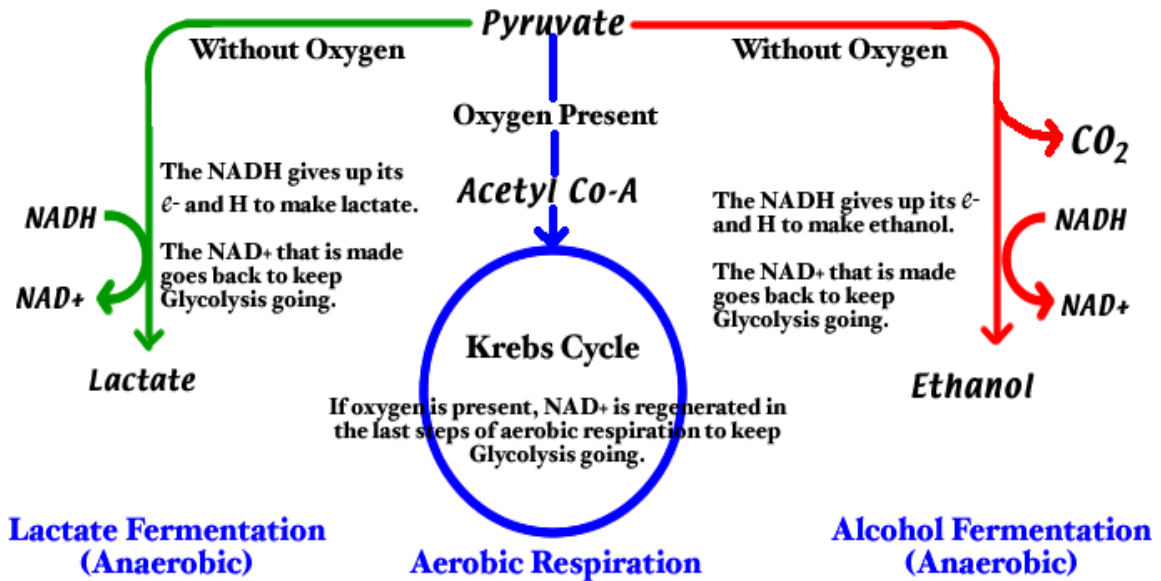 Pyruvate
Without Oxygen
Without Oxygen
Oxygen Present
CO₂
Acetyl Co-A
The NADH gives up its
e- and H to make lactate.
NADH
The NAD+ that is made
goes back to keep
Glycolysis going.
NAD+
Lactate
The NADH gives up its e-
and H to make ethanol.
NADH
The NAD+ that is made
goes back to keep
Glycolysis going.
NAD+
Ethanol
Krebs Cycle
If oxygen is present, NAD+ is regenerated in
the last steps of aerobic respiration to keep
Glycolysis going.
Lactate Fermentation
(Anaerobic)
Aerobic Respiration
Alcohol Fermentation
(Anaerobic)